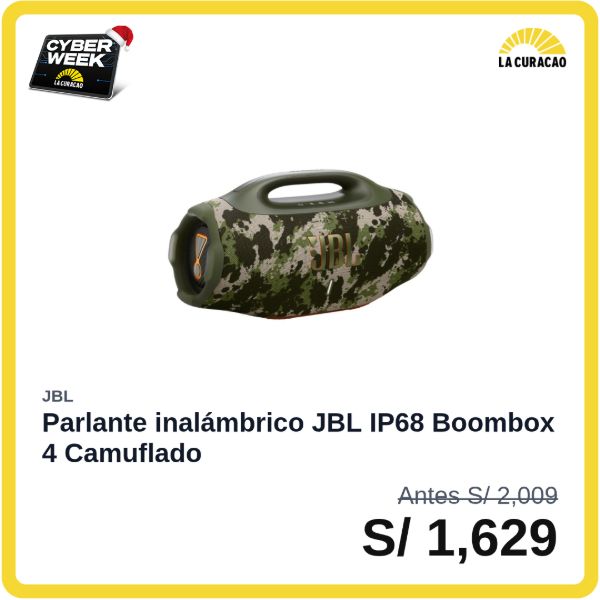 CYBER
WEEK
LA CURACAO
LA CURACAO
JBL
JBL
Parlante inalámbrico JBL IP68 Boombox
4 Camuflado
Antes S/ 2,009
S/ 1,629